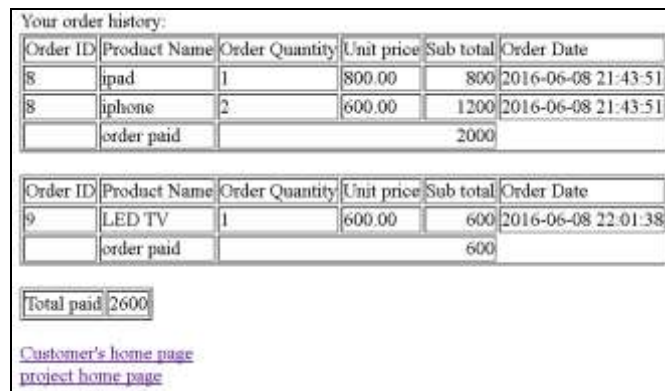 Your order history:
Order ID Product Name Order Quantity Unit price Sub total Order Date
8 ipad 1 800.00 800 2016-06-08 21:43:51
8 iphone 2 600.00 1200 2016-06-08 21:43:51
order paid 2000
Order ID Product Name Order Quantity Unit price Sub total Order Date
9 LED TV 1 600.00 600 2016-06-08 22:01:38
order paid 600
Total paid 2600
Customer's home page
project home page